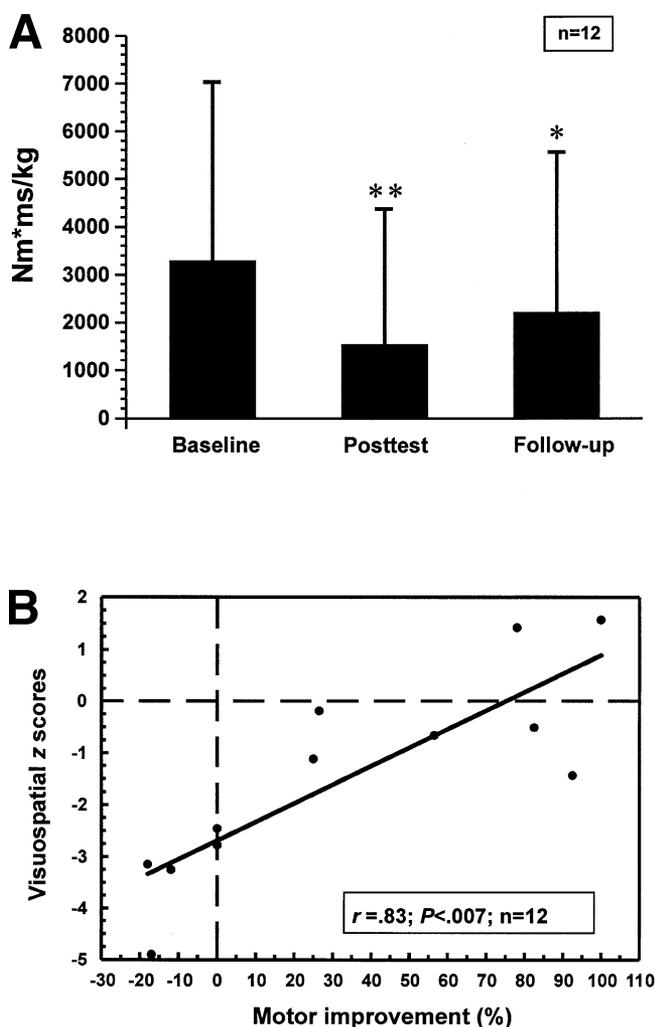 A
n=12
8000
7000
6000
5000
4000
3000
2000
1000
0
Nm*ms/kg
**
*
Baseline Posttest Follow-up
B
2
1
0
-1
-2
-3
-4
-5
Visuospatial z scores
r =.83; P<.007; n=12
-30 -20 -10 0 10 20 30 40 50 60 70 80 90 100 110
Motor improvement (%)